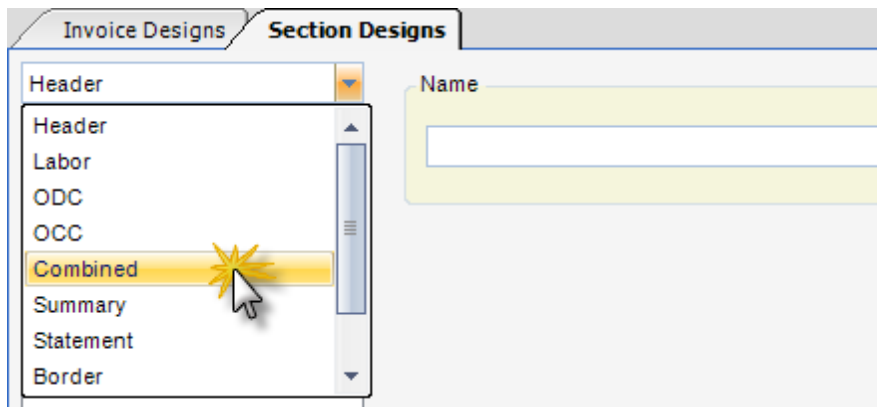 Invoice Designs Section Designs
Header Name
Header
Labor
ODC
OCC
Combined
Summary
Statement
Border